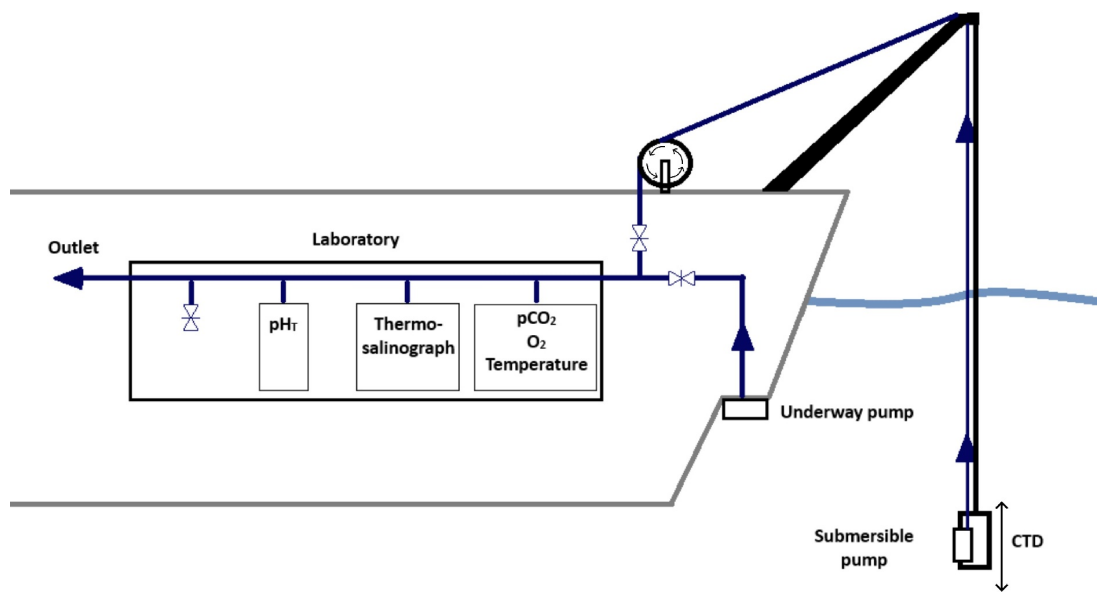 Laboratory
Outlet
pHT
Thermo-
salinograph
pCO2
O2
Temperature
Underway pump
Submersible
pump
CTD